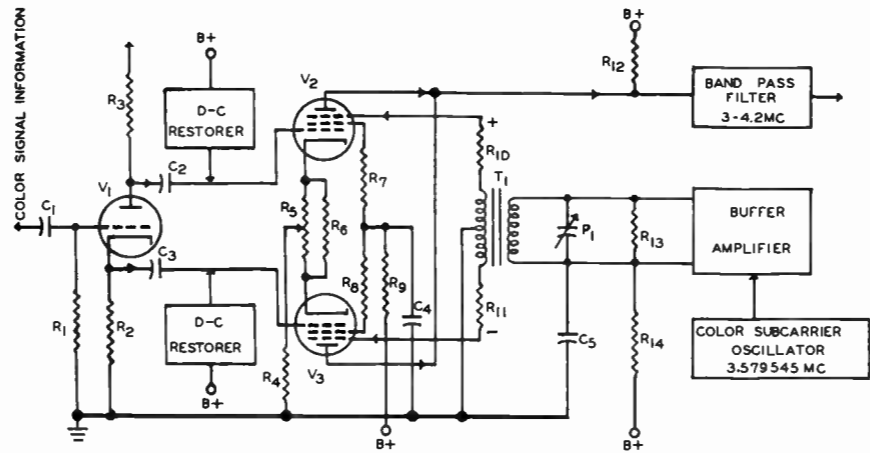 COLOR SIGNAL INFORMATION
B+
B+
R3
D-C
RESTORER
V2
R12
BAND PASS
FILTER
3-4.2MC
C2
R10
V1
R7
T1
C1
R5
R6
P1
R13
BUFFER
AMPLIFIER
C3
R8
R9
C4
R1
R2
D-C
RESTORER
R11
C5
R14
COLOR SUBCARRIER
OSCILLATOR
3.579545 MC
R4
V3
B+
B+
B+